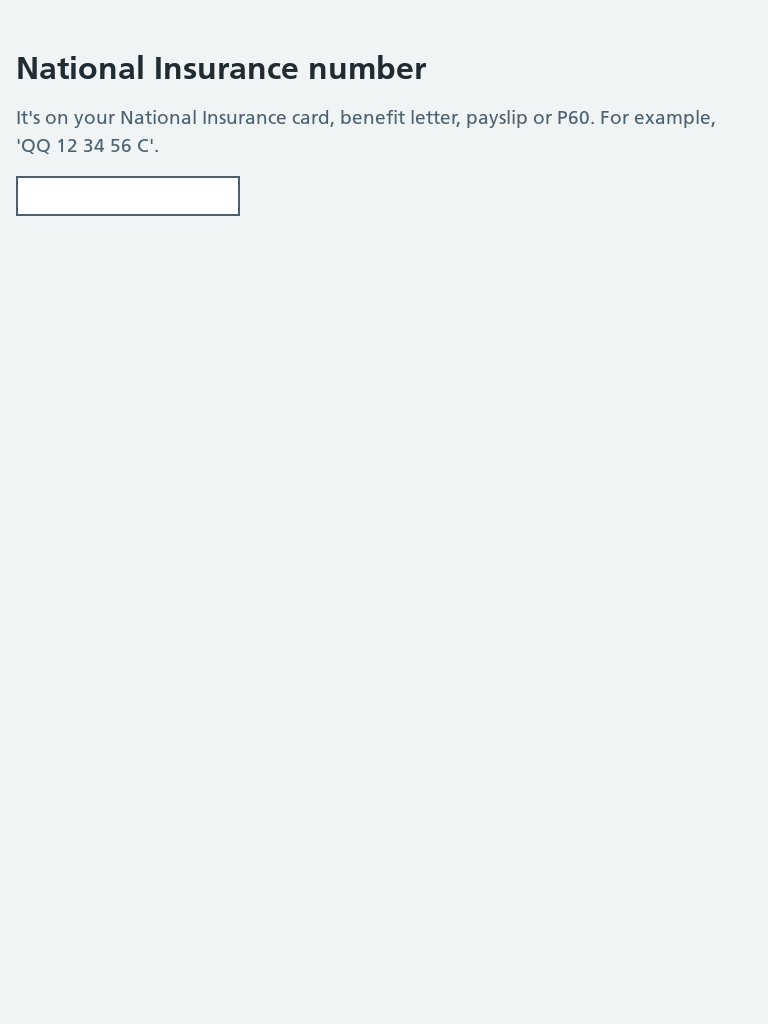 National Insurance number
It's on your National Insurance card, benefit letter, payslip or P60. For example,
'QQ 12 34 56 C'.